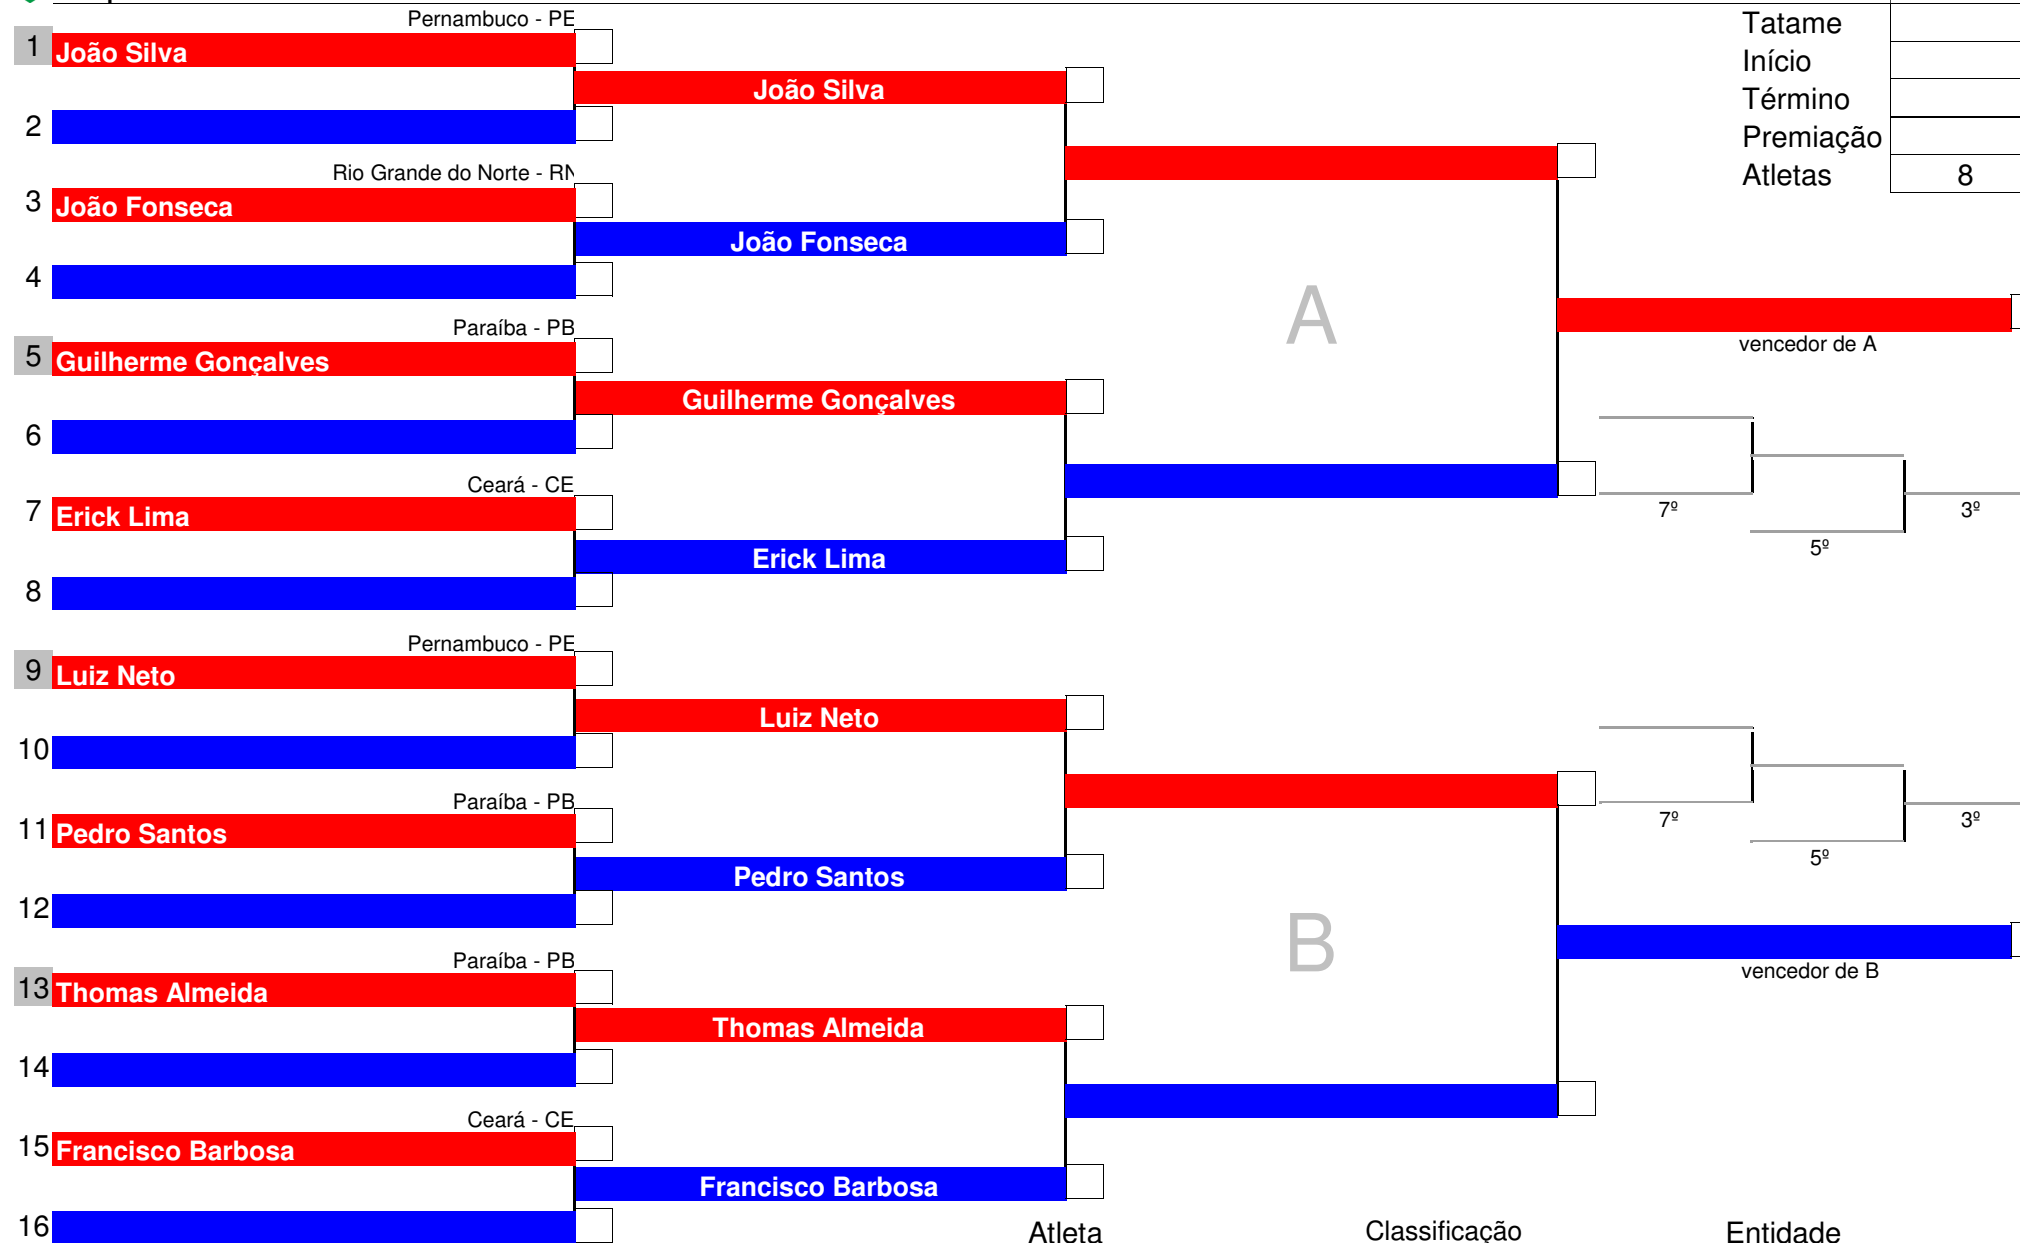 Pernambuco - PE
Tatame
1 João Silva
Início
João Silva
Término
2
Premiação
Rio Grande do Norte - RN
Atletas 8
3 João Fonseca
João Fonseca
4
A
Paraíba - PB
vencedor de A
5 Guilherme Gonçalves
Guilherme Gonçalves
6
Ceará - CE
7º 3º
7 Erick Lima
5º
Erick Lima
8
Pernambuco - PE
9 Luiz Neto
Luiz Neto
10
Paraíba - PB
7º 3º
11 Pedro Santos
5º
Pedro Santos
12
B
Paraíba - PB
vencedor de B
13 Thomas Almeida
Thomas Almeida
14
Ceará - CE
15 Francisco Barbosa
Francisco Barbosa
16
Atleta Classificação Entidade